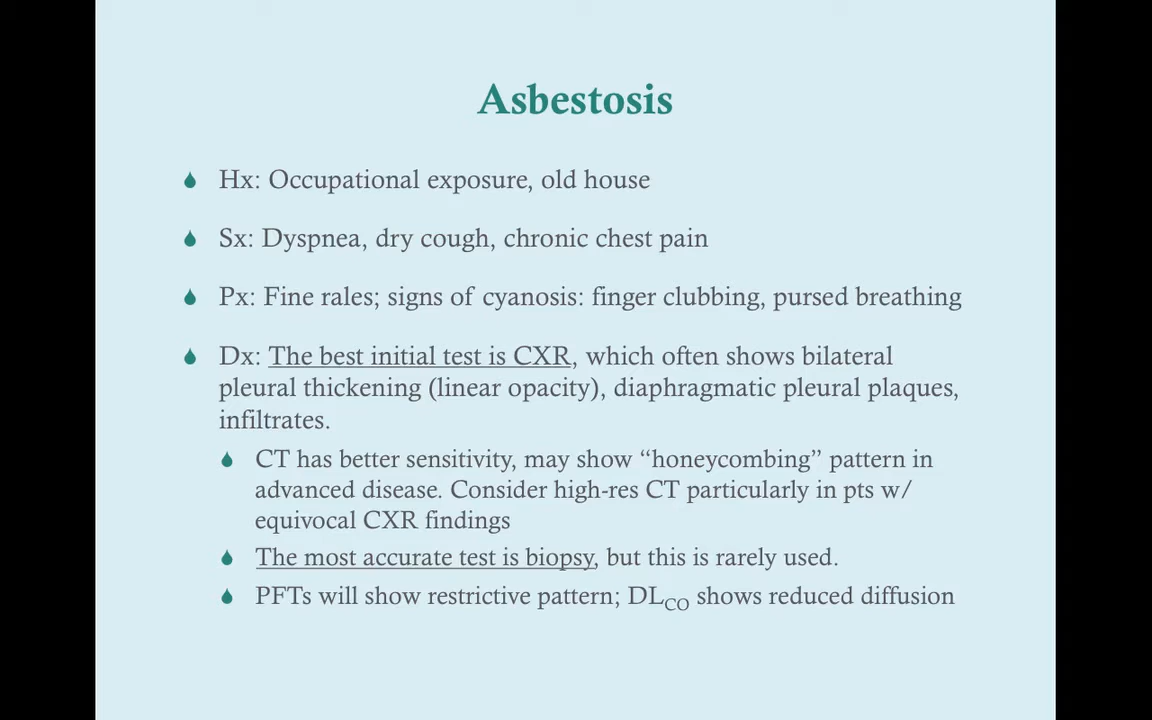 Asbestosis
Hx: Occupational exposure, old house
Sx: Dyspnea, dry cough, chronic chest pain
Px: Fine rales; signs of cyanosis: finger clubbing, pursed breathing
Dx: The best initial test is CXR, which often shows bilateral
pleural thickening (linear opacity), diaphragmatic pleural plaques,
infiltrates.
CT has better sensitivity, may show “honeycombing” pattern in
advanced disease. Consider high-res CT particularly in pts w/
equivocal CXR findings
The most accurate test is biopsy, but this is rarely used.
PFTs will show restrictive pattern; DLCO shows reduced diffusion